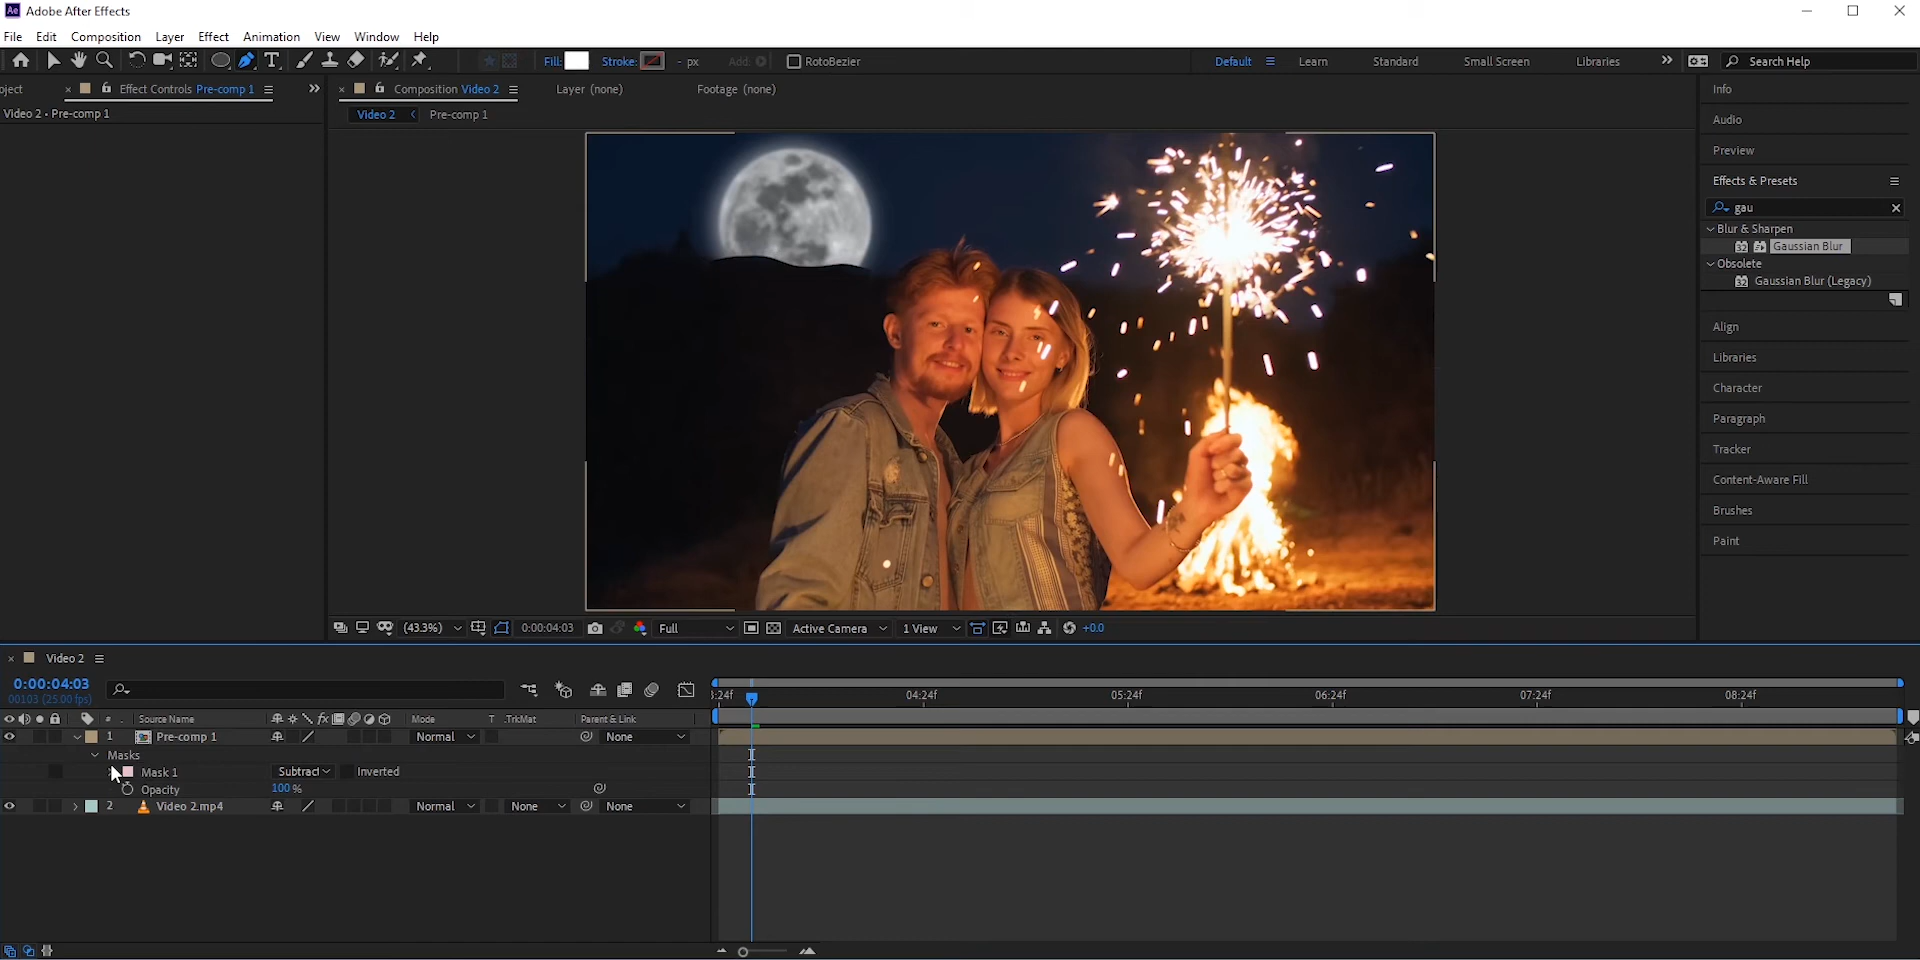 Adobe After Effects
File Edit Composition Layer Effect Animation View Window Help
Fill: Stroke: - px Add: RotoBezier Default Learn Standard Small Screen Libraries Search Help
oject Effect Controls Pre-comp 1 Composition Video 2 Layer (none) Footage (none) Info
Video 2 • Pre-comp 1 Video 2 Pre-comp 1
Audio
Preview
Effects & Presets
gau
Blur & Sharpen
32 Gaussian Blur
Obsolete
32 Gaussian Blur (Legacy)
Align
Libraries
Character
Paragraph
Tracker
Content-Aware Fill
Brushes
Paint
(43.3%) 0:00:04:03 Full Active Camera 1 View +0.0
Video 2
0:00:04:03
00103 (25.00 fps)
3:24f 04:24f 05:24f 06:24f 07:24f 08:24f
# Source Name fx Mode T .TrkMat Parent & Link
1 Pre-comp 1 Normal None
Masks
Mask 1 Subtract Inverted
Opacity 100 %
2 Video 2.mp4 Normal None None